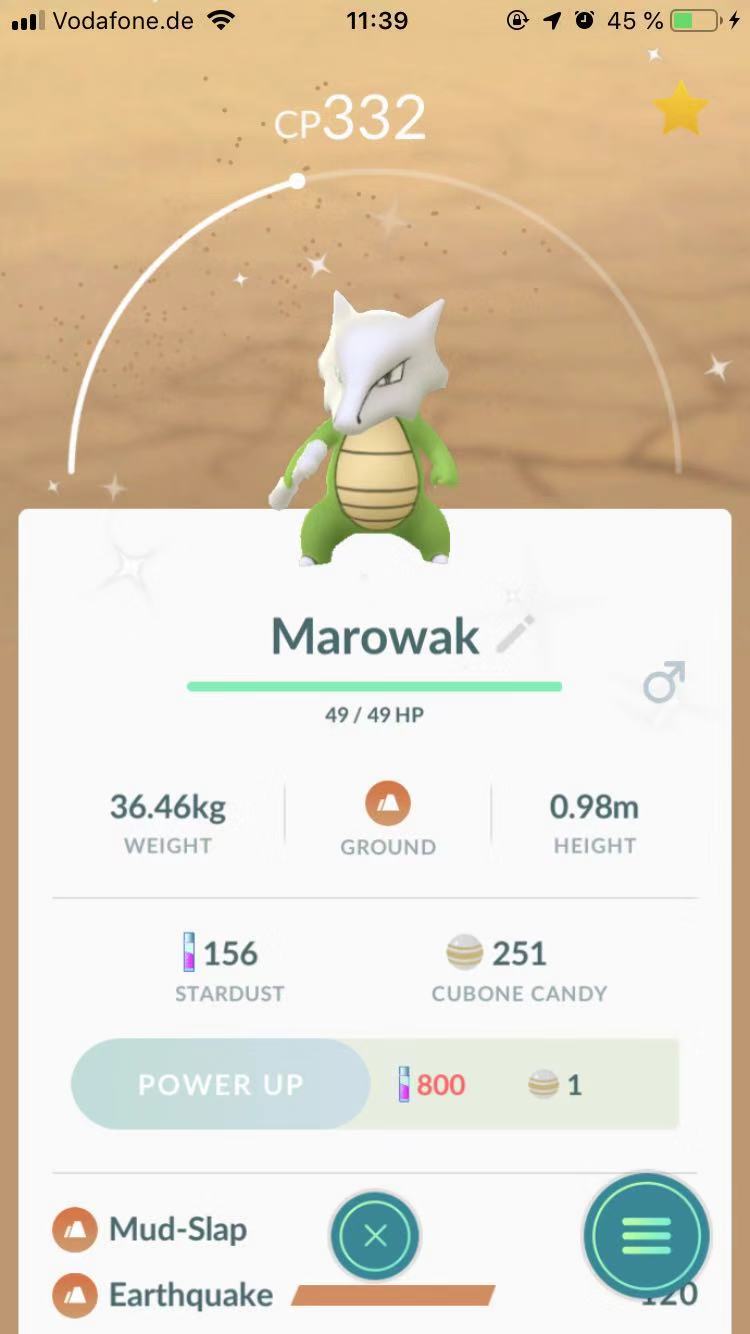 Vodafone.de 11:39 45 %
CP332
Marowak
49 / 49 HP
36.46kg 0.98m
WEIGHT GROUND HEIGHT
156 251
STARDUST CUBONE CANDY
POWER UP 800 1
Mud-Slap
Earthquake 120